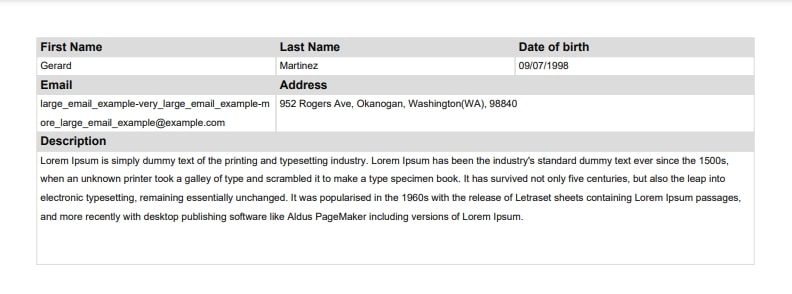 First Name Last Name Date of birth
Gerard Martinez 09/07/1998
Email Address
large_email_example-very_large_email_example-m 952 Rogers Ave, Okanogan, Washington(WA), 98840
ore_large_email_example@example.com
Description
Lorem Ipsum is simply dummy text of the printing and typesetting industry. Lorem Ipsum has been the industry's standard dummy text ever since the 1500s,
when an unknown printer took a galley of type and scrambled it to make a type specimen book. It has survived not only five centuries, but also the leap into
electronic typesetting, remaining essentially unchanged. It was popularised in the 1960s with the release of Letraset sheets containing Lorem Ipsum passages,
and more recently with desktop publishing software like Aldus PageMaker including versions of Lorem Ipsum.